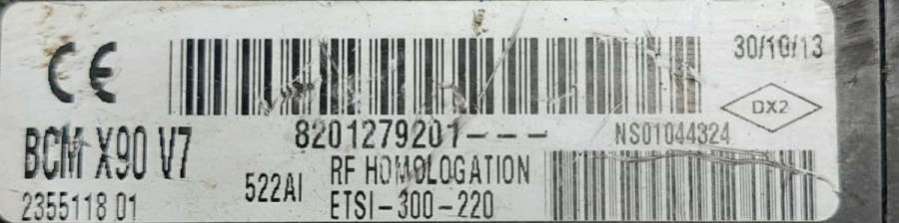 CE
30/10/13
DX2
8201279201---
NS01044324
BCM X90 V7
522AI
RF HOMOLOGATION
2355118 01
ETSI-300-220